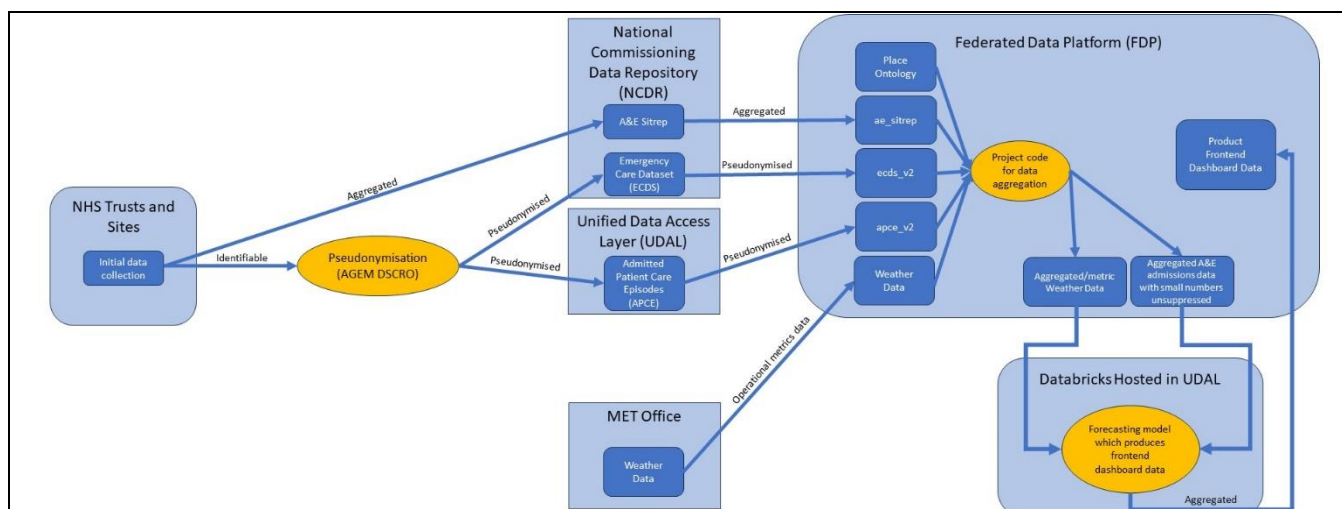 NHS Trusts and
Sites
Initial data
collection
Identifiable
Aggregated
Pseudonymisation
(AGEM DSCRO)
Pseudonymised
Pseudonymised
National
Commissioning
Data Repository
(NCDR)
A&E Sitrep
Emergency
Care Dataset
(ECDS)
Unified Data Access
Layer (UDAL)
Admitted
Patient Care
Episodes
(APCE)
MET Office
Weather
Data
Aggregated
Pseudonymised
Pseudonymised
Operational metrics data
Federated Data Platform (FDP)
Place
Ontology
ae_sitrep
ecds_v2
apce_v2
Weather
Data
Project code
for data
aggregation
Product
Frontend
Dashboard Data
Aggregated/metric
Weather Data
Aggregated A&E
admissions data
with small numbers
unsuppressed
Databricks Hosted in UDAL
Forecasting model
which produces
frontend
dashboard data
Aggregated